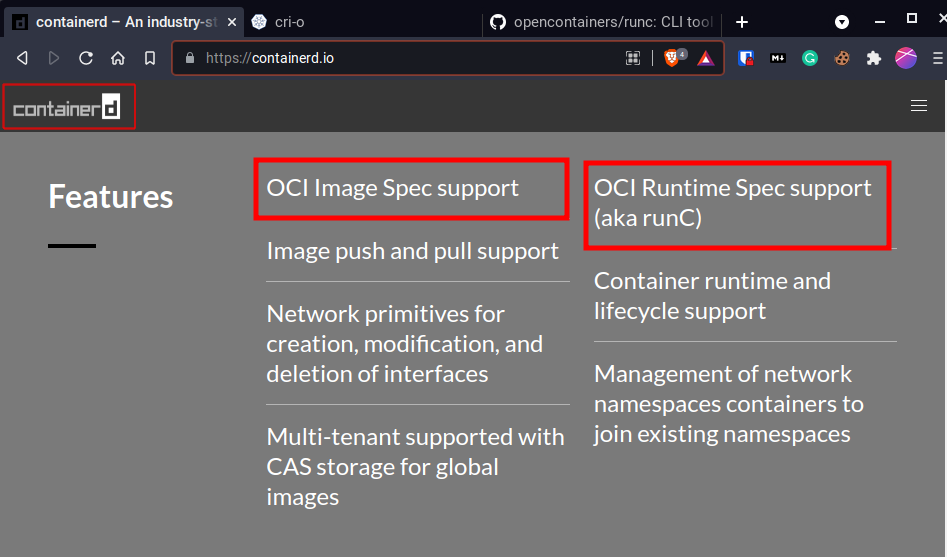 containerd – An industry-st
cri-o
opencontainers/runc: CLI tool
https://containerd.io
4
M
containerd
Features
OCI Image Spec support
Image push and pull support
Network primitives for
creation, modification, and
deletion of interfaces
Multi-tenant supported with
CAS storage for global
images
OCI Runtime Spec support
(aka runC)
Container runtime and
lifecycle support
Management of network
namespaces containers to
join existing namespaces